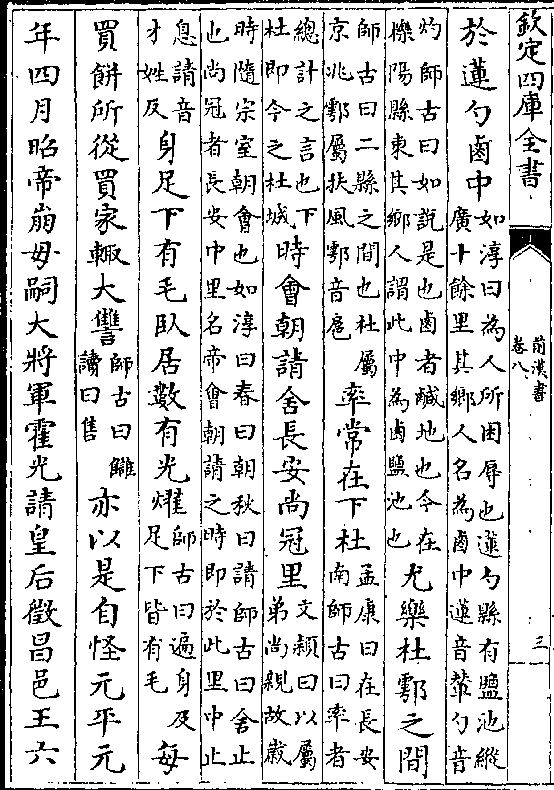 欽定四庫全書
前漢書
卷八
三
於蓮勺鹵中如淳曰為人所困辱也蓮勺縣有鹽池縱
廣十餘里其鄉人名為鹵中蓮音輦勺音
灼師古曰如說是也鹵者鹹地也今在
櫟陽縣東其鄉人謂此中為鹵鹽池也尤樂杜鄠之間
師古曰二縣之間也杜屬
京兆鄠屬扶風鄠音扈率常在下杜孟康曰在長安
南師古曰率者
總計之言也下
杜即今之杜城時會朝請舍長安尚冠里文穎曰以屬
弟尚親故歲
時隨宗室朝會也如淳曰春曰朝秋曰請師古曰舍止
也尚冠者長安中里名帝會朝請之時即於此里中止
息請音
才姓反身足下有毛臥居數有光燿師古曰遍身及
足下皆有毛每
買餅所從買家輒大讐師古曰讎
讀曰售亦以是自怪元平元
年四月昭帝崩毋嗣大將軍霍光請皇后徵昌邑王六